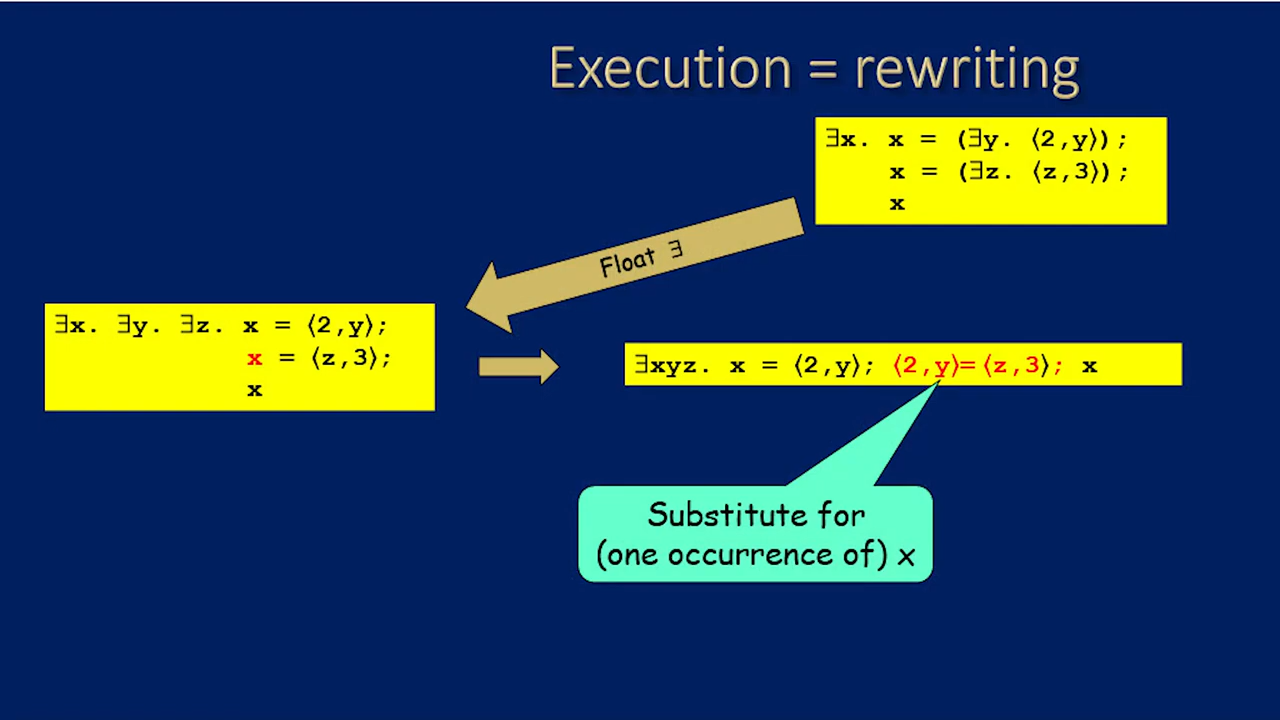 Execution = rewriting
∃x. x = (∃y. ⟨2,y⟩);
x = (∃z. ⟨z,3⟩);
x
Float ∃
∃x. ∃y. ∃z. x = ⟨2,y⟩;
x = ⟨z,3⟩;
x
∃xyz. x = ⟨2,y⟩; ⟨2,y⟩=⟨z,3⟩; x
Substitute for
(one occurrence of) x